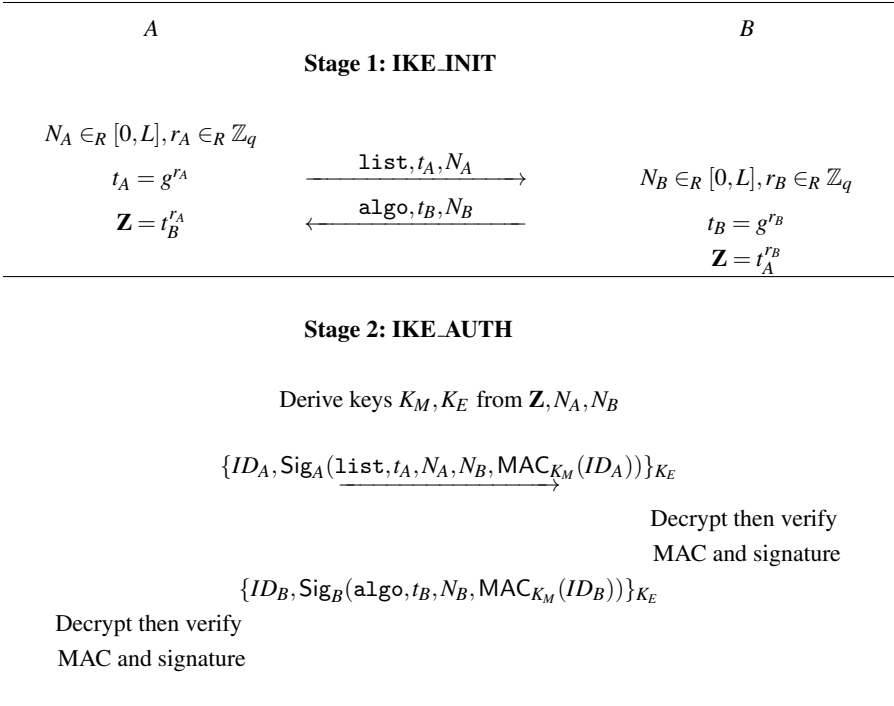 A B
Stage 1: IKE_INIT
N_A ∈_R [0, L], r_A ∈_R ℤ_q
list, t_A, N_A
t_A = g^{r_A} N_B ∈_R [0, L], r_B ∈_R ℤ_q
algo, t_B, N_B
Z = t_B^{r_A} t_B = g^{r_B}
Z = t_A^{r_B}
Stage 2: IKE_AUTH
Derive keys K_M, K_E from Z, N_A, N_B
{ID_A, Sig_A(list, t_A, N_A, N_B, MAC_{K_M}(ID_A))}_{K_E}
Decrypt then verify
MAC and signature
{ID_B, Sig_B(algo, t_B, N_B, MAC_{K_M}(ID_B))}_{K_E}
Decrypt then verify
MAC and signature